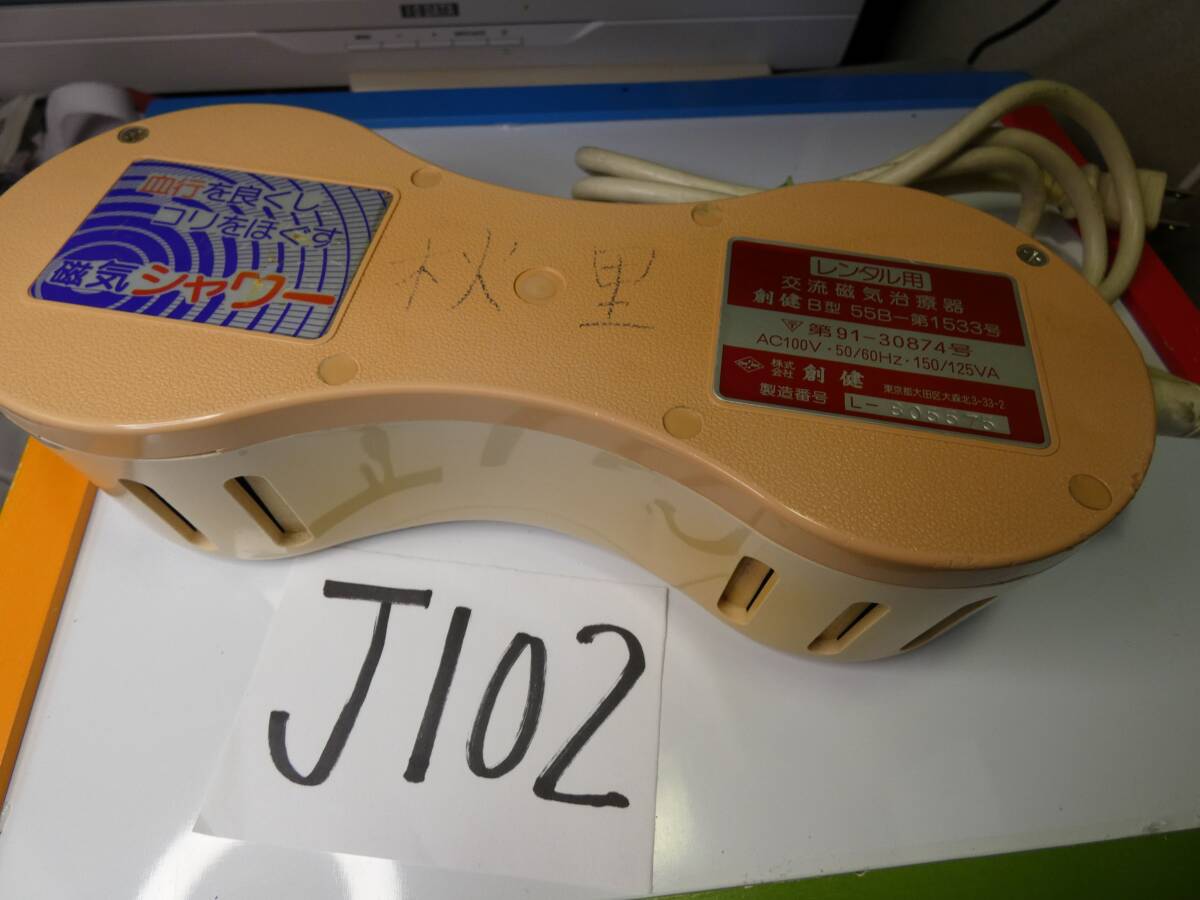 I-O DATA
血行を良くし
コリをほぐす
磁気シャワー
秋里
レンタル用
交流磁気治療器
創健B型 55B-第1533号
第91-30874号
AC100V・50/60Hz・150/125VA
株式会社 創健 東京都大田区大森北3-33-2
製造番号 L-
J102